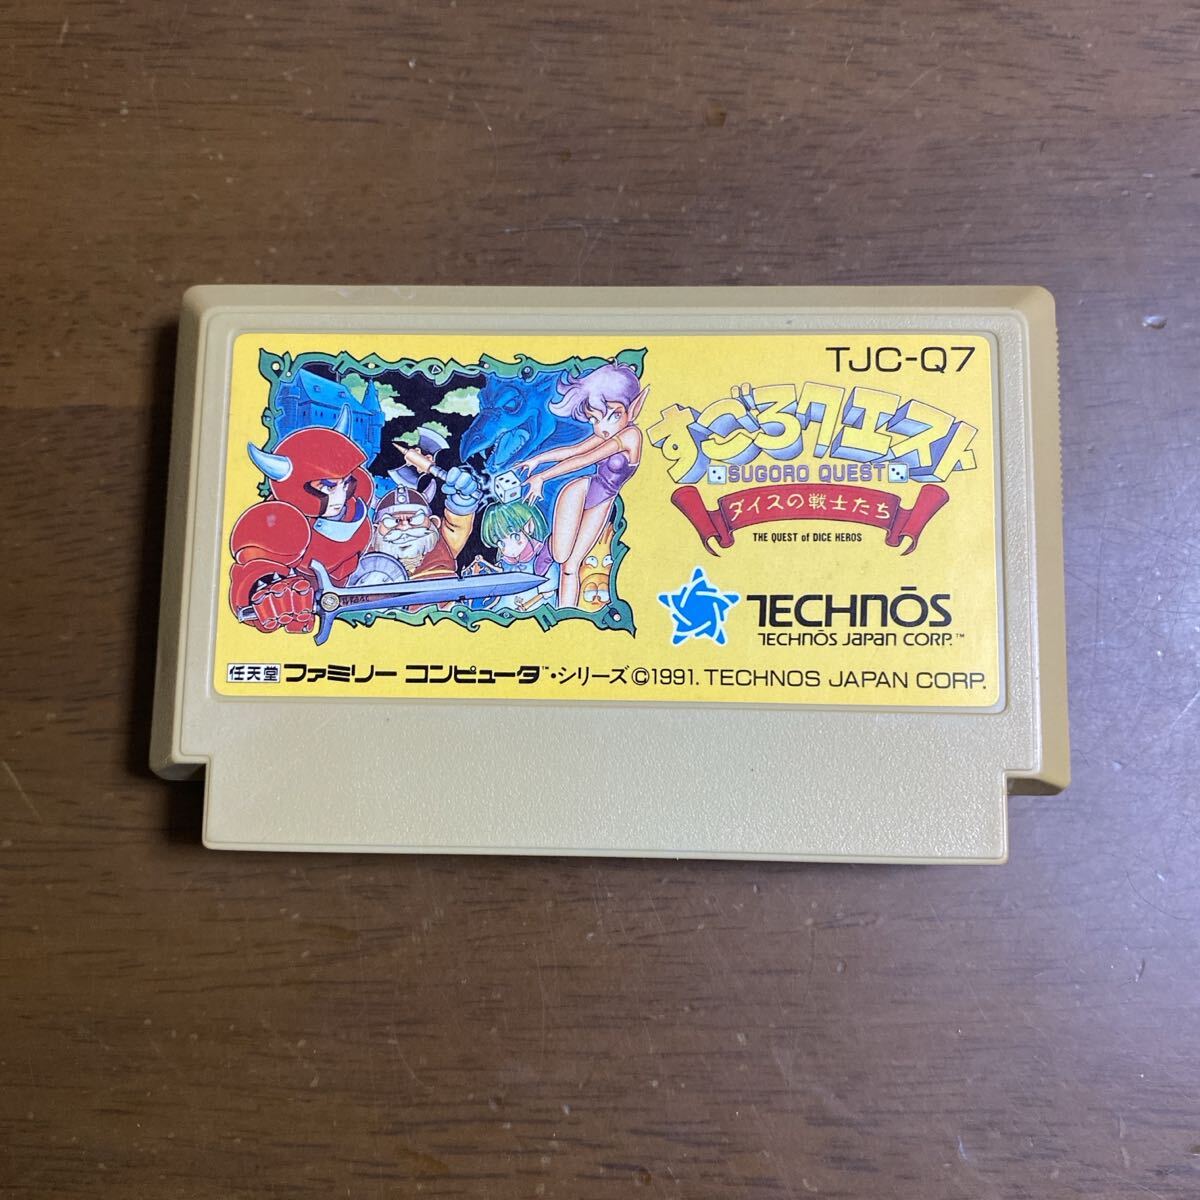 TJC-Q7
すごろクエスト
SUGORO QUEST
ダイスの戦士たち
THE QUEST of DICE HEROS
TECHNŌS
TECHNŌS JAPAN CORP.™
任天堂 ファミリー コンピュータ™・シリーズ©1991. TECHNOS JAPAN CORP.